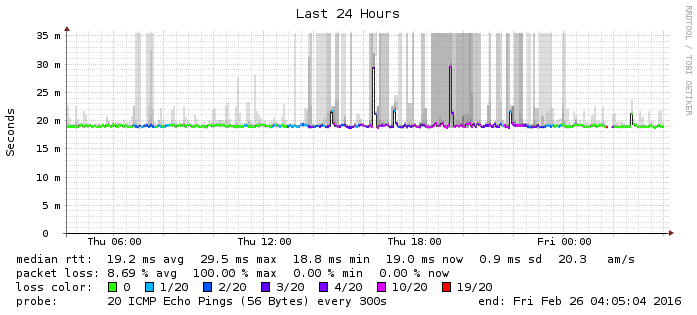 Last 24 Hours
RRDTOOL / TOBI OETIKER
Seconds
35 m
30 m
25 m
20 m
15 m
10 m
5 m
0
Thu 06:00 Thu 12:00 Thu 18:00 Fri 00:00
median rtt: 19.2 ms avg 29.5 ms max 18.8 ms min 19.0 ms now 0.9 ms sd 20.3 am/s
packet loss: 8.69 % avg 100.00 % max 0.00 % min 0.00 % now
loss color: 0 1/20 2/20 3/20 4/20 10/20 19/20
probe: 20 ICMP Echo Pings (56 Bytes) every 300s end: Fri Feb 26 04:05:04 2016